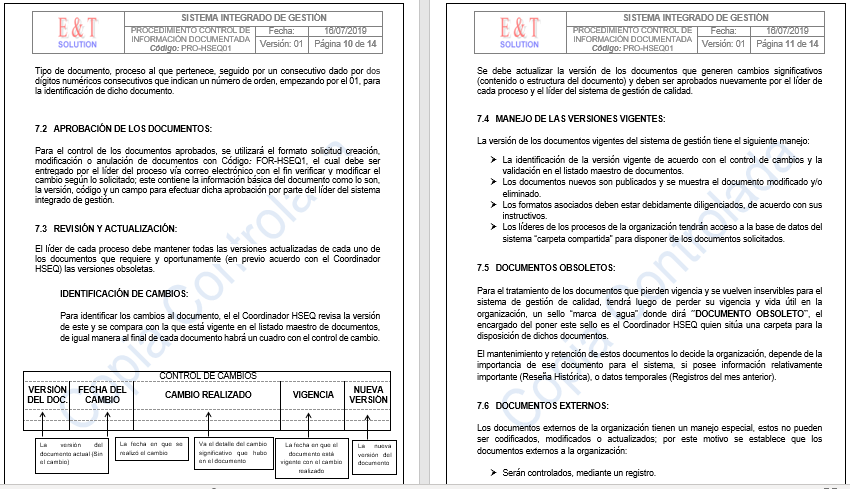 E&T
SOLUTION
SISTEMA INTEGRADO DE GESTIÓN
PROCEDIMIENTO CONTROL DE
INFORMACIÓN DOCUMENTADA
Código: PRO-HSEQ01
Fecha: 16/07/2019
Versión: 01 Página 10 de 14
Tipo de documento, proceso al que pertenece, seguido por un consecutivo dado por dos
dígitos numéricos consecutivos que indican un número de orden, empezando por el 01, para
la identificación de dicho documento.
7.2 APROBACIÓN DE LOS DOCUMENTOS:
Para el control de los documentos aprobados, se utilizará el formato solicitud creación,
modificación o anulación de documentos con Código: FOR-HSEQ1, el cual debe ser
entregado por el líder del proceso vía correo electrónico con el fin verificar y modificar el
cambio según lo solicitado; este contiene la información básica del documento como lo son,
la versión, código y un campo para efectuar dicha aprobación por parte del líder del sistema
integrado de gestión.
7.3 REVISIÓN Y ACTUALIZACIÓN:
El líder de cada proceso debe mantener todas las versiones actualizadas de cada uno de
los documentos que requiere y oportunamente (en previo acuerdo con el Coordinador
HSEQ) las versiones obsoletas.
IDENTIFICACIÓN DE CAMBIOS:
Para identificar los cambios al documento, el el Coordinador HSEQ revisa la versión
de este y se compara con la que está vigente en el listado maestro de documentos,
de igual manera al final de cada documento habrá un cuadro con el control de cambio.
CONTROL DE CAMBIOS
VERSIÓN DEL DOC. FECHA DEL CAMBIO CAMBIO REALIZADO VIGENCIA NUEVA VERSIÓN
La versión del
documento actual (Sin
el cambio)
La fecha en que se
realizó el cambio
Va el detalle del cambio
significativo que hubo
en el documento
La fecha en que el
documento está
vigente con el cambio
realizado
La nueva
versión del
documento
Copia Controlada
E&T
SOLUTION
SISTEMA INTEGRADO DE GESTIÓN
PROCEDIMIENTO CONTROL DE
INFORMACIÓN DOCUMENTADA
Código: PRO-HSEQ01
Fecha: 16/07/2019
Versión: 01 Página 11 de 14
Se debe actualizar la versión de los documentos que generen cambios significativos
(contenido o estructura del documento) y deben ser aprobados nuevamente por el líder de
cada proceso y el líder del sistema de gestión de calidad.
7.4 MANEJO DE LAS VERSIONES VIGENTES:
La versión de los documentos vigentes del sistema de gestión tiene el siguiente manejo:
➢ La identificación de la versión vigente de acuerdo con el control de cambios y la
validación en el listado maestro de documentos.
➢ Los documentos nuevos son publicados y se muestra el documento modificado y/o
eliminado.
➢ Los formatos asociados deben estar debidamente diligenciados, de acuerdo con sus
instructivos.
➢ Los líderes de los procesos de la organización tendrán acceso a la base de datos del
sistema “carpeta compartida” para disponer de los documentos solicitados.
7.5 DOCUMENTOS OBSOLETOS:
Para el tratamiento de los documentos que pierden vigencia y se vuelven inservibles para el
sistema de gestión de calidad, tendrá luego de perder su vigencia y vida útil en la
organización, un sello “marca de agua” donde dirá “DOCUMENTO OBSOLETO”, el
encargado del poner este sello es el Coordinador HSEQ quien sitúa una carpeta para la
disposición de dichos documentos.
El mantenimiento y retención de estos documentos lo decide la organización, depende de la
importancia de ese documento para el sistema, si posee información relativamente
importante (Reseña Histórica), o datos temporales (Registros del mes anterior).
7.6 DOCUMENTOS EXTERNOS:
Los documentos externos de la organización tienen un manejo especial, estos no pueden
ser codificados, modificados o actualizados; por este motivo se establece que los
documentos externos a la organización:
➢ Serán controlados, mediante un registro.
Copia Controlada